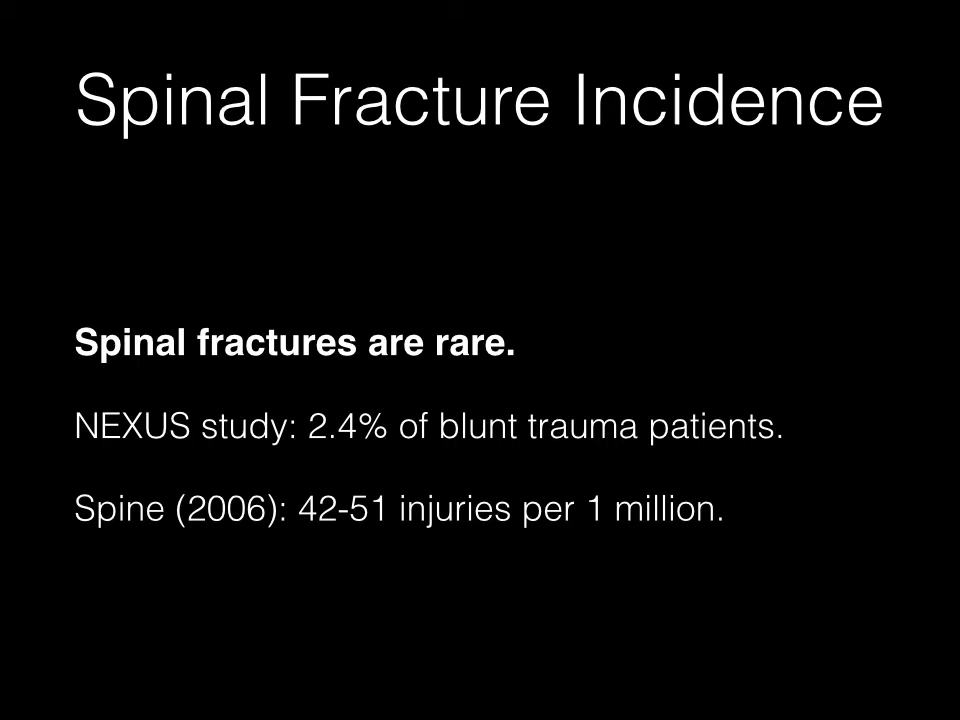 Spinal Fracture Incidence
Spinal fractures are rare.
NEXUS study: 2.4% of blunt trauma patients.
Spine (2006): 42-51 injuries per 1 million.